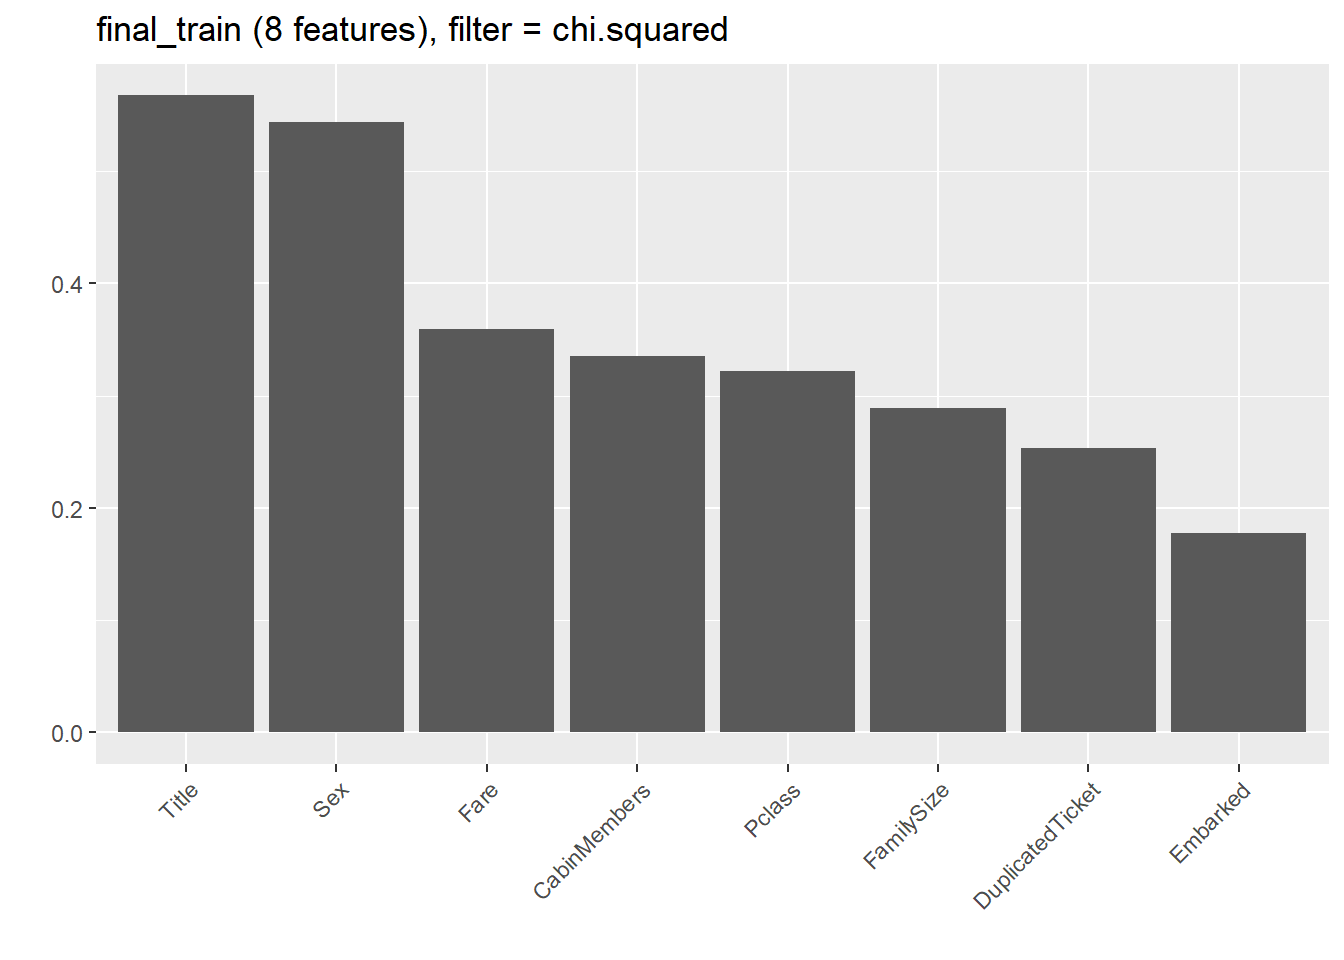 final_train (8 features), filter = chi.squared
0.4
0.2
0.0
Title
Sex
Fare
CabinMembers
Pclass
FamilySize
DuplicatedTicket
Embarked